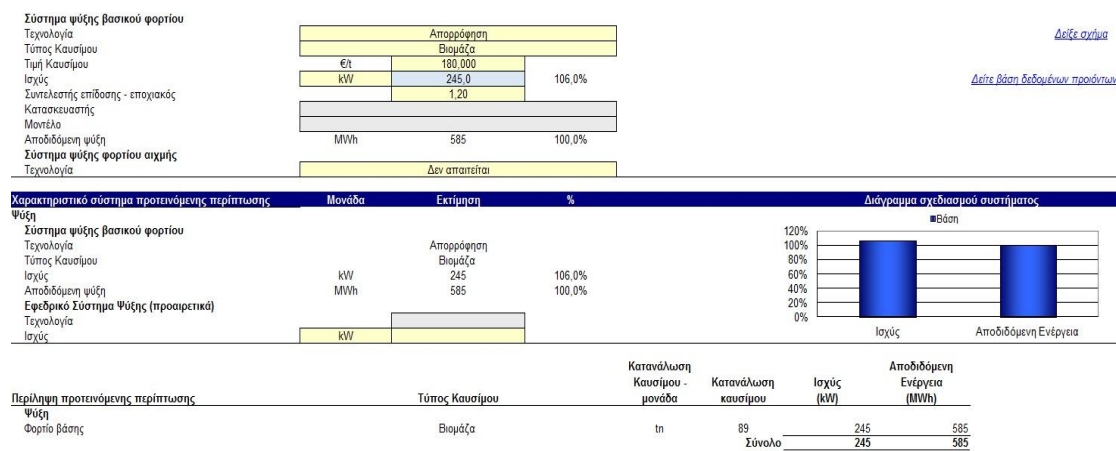 Σύστημα ψύξης βασικού φορτίου
Τεχνολογία Απορρόφηση Δείξε σχήμα
Τύπος Καυσίμου Βιομάζα
Τιμή Καυσίμου €/t 180,000
Ισχύς kW 245,0 106,0% Δείτε βάση δεδομένων προιόντων
Συντελεστής επίδοσης - εποχιακός 1,20
Κατασκευαστής
Μοντέλο
Αποδιδόμενη ψύξη MWh 585 100,0%
Σύστημα ψύξης φορτίου αιχμής
Τεχνολογία Δεν απαιτείται
Χαρακτηριστικό σύστημα προτεινόμενης περίπτωσης Μονάδα Εκτίμηση % Διάγραμμα σχεδιασμού συστήματος
Ψύξη
Σύστημα ψύξης βασικού φορτίου
Τεχνολογία Απορρόφηση
Τύπος Καυσίμου Βιομάζα
Ισχύς kW 245 106,0%
Αποδιδόμενη ψύξη MWh 585 100,0%
Εφεδρικό Σύστημα Ψύξης (προαιρετικά)
Τεχνολογία
Ισχύς kW
Βάση
120%
100%
80%
60%
40%
20%
0%
Ισχύς Αποδιδόμενη Ενέργεια
Περίληψη προτεινόμενης περίπτωσης Τύπος Καυσίμου
Κατανάλωση
Καυσίμου -
μονάδα
Κατανάλωση
καυσίμου
Ισχύς
(kW)
Αποδιδόμενη
Ενέργεια
(MWh)
Ψύξη
Φορτίο βάσης Βιομάζα tn 89 245 585
Σύνολο 245 585